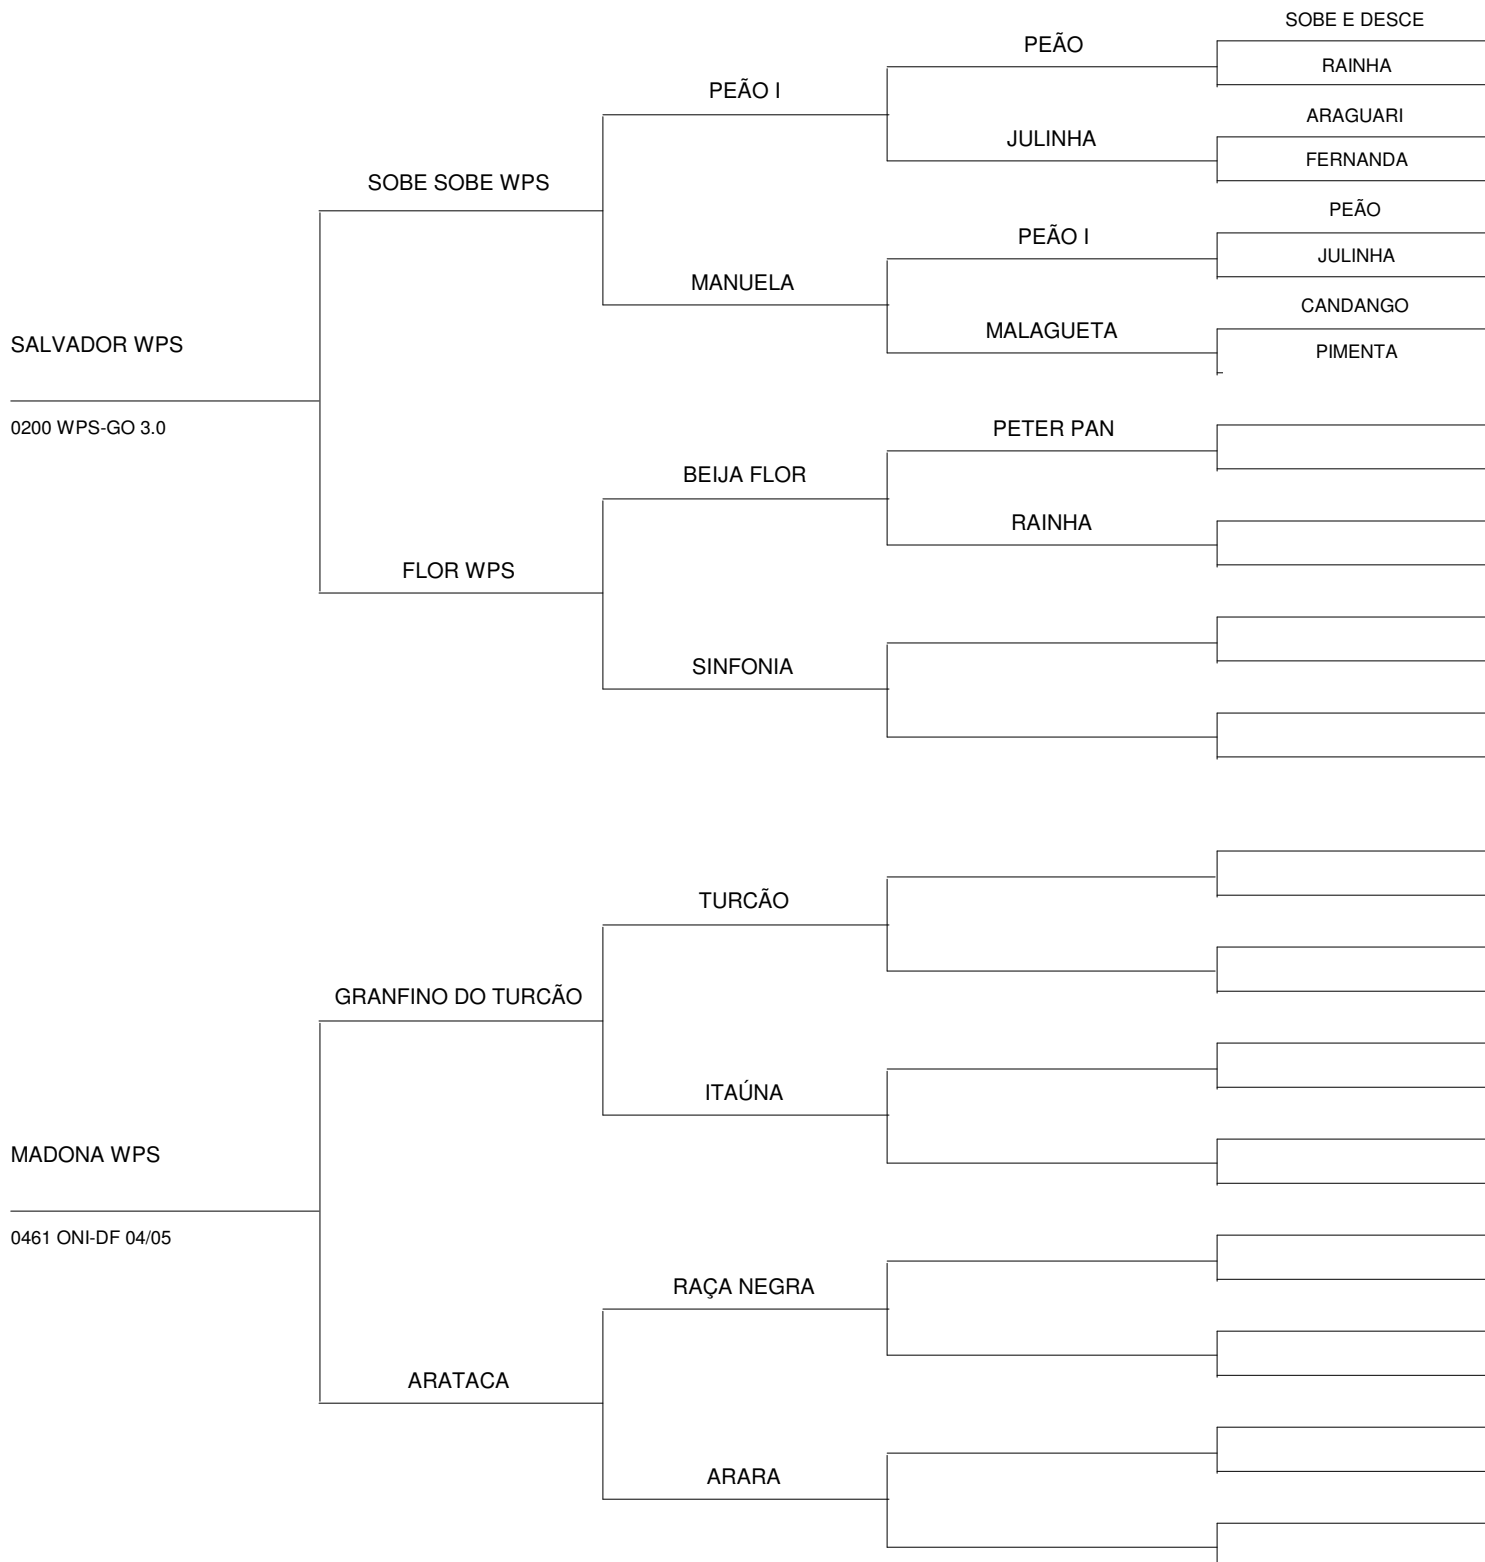 SOBE E DESCE
PEÃO
RAINHA
PEÃO I
ARAGUARI
JULINHA
FERNANDA
SOBE SOBE WPS
PEÃO
PEÃO I
JULINHA
MANUELA
CANDANGO
MALAGUETA
SALVADOR WPS
PIMENTA
0200 WPS-GO 3.0
PETER PAN
BEIJA FLOR
RAINHA
FLOR WPS
SINFONIA
TURCÃO
GRANFINO DO TURCÃO
ITAÚNA
MADONA WPS
0461 ONI-DF 04/05
RAÇA NEGRA
ARATACA
ARARA